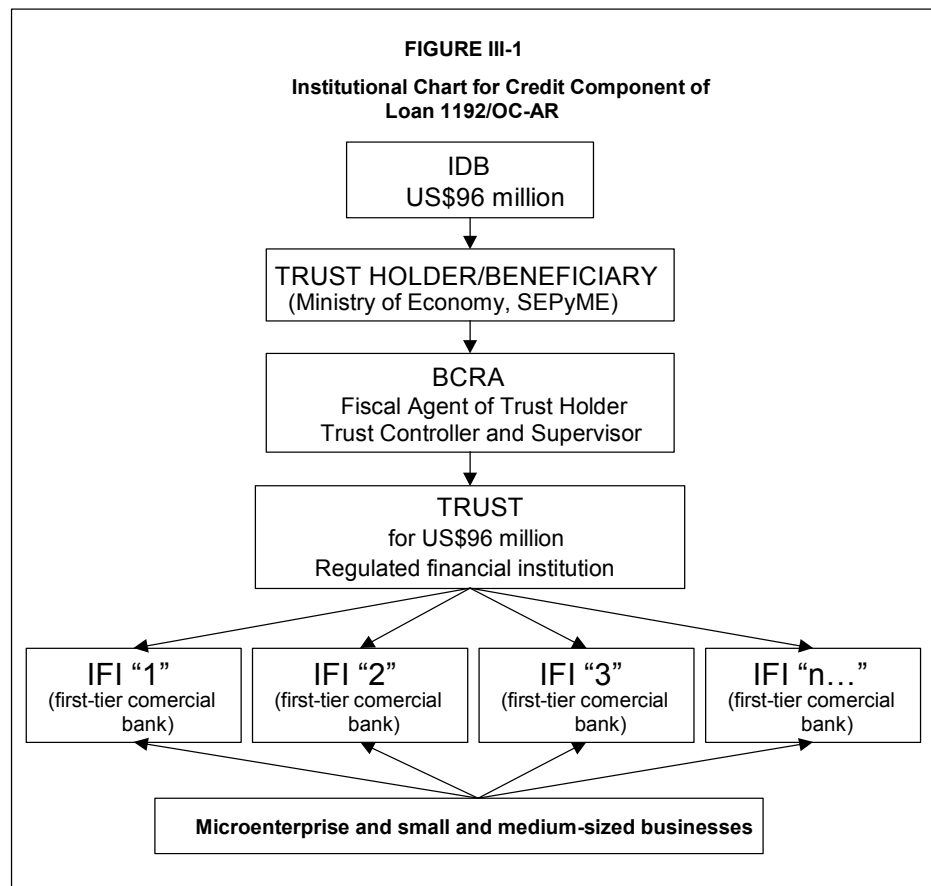 FIGURE III-1
Institutional Chart for Credit Component of
Loan 1192/OC-AR
IDB
US$96 million
TRUST HOLDER/BENEFICIARY
(Ministry of Economy, SEPyME)
BCRA
Fiscal Agent of Trust Holder
Trust Controller and Supervisor
TRUST
for US$96 million
Regulated financial institution
IFI “1”
(first-tier comercial
bank)
IFI “2”
(first-tier comercial
bank)
IFI “3”
(first-tier comercial
bank)
IFI “n…”
(first-tier comercial
bank)
Microenterprise and small and medium-sized businesses